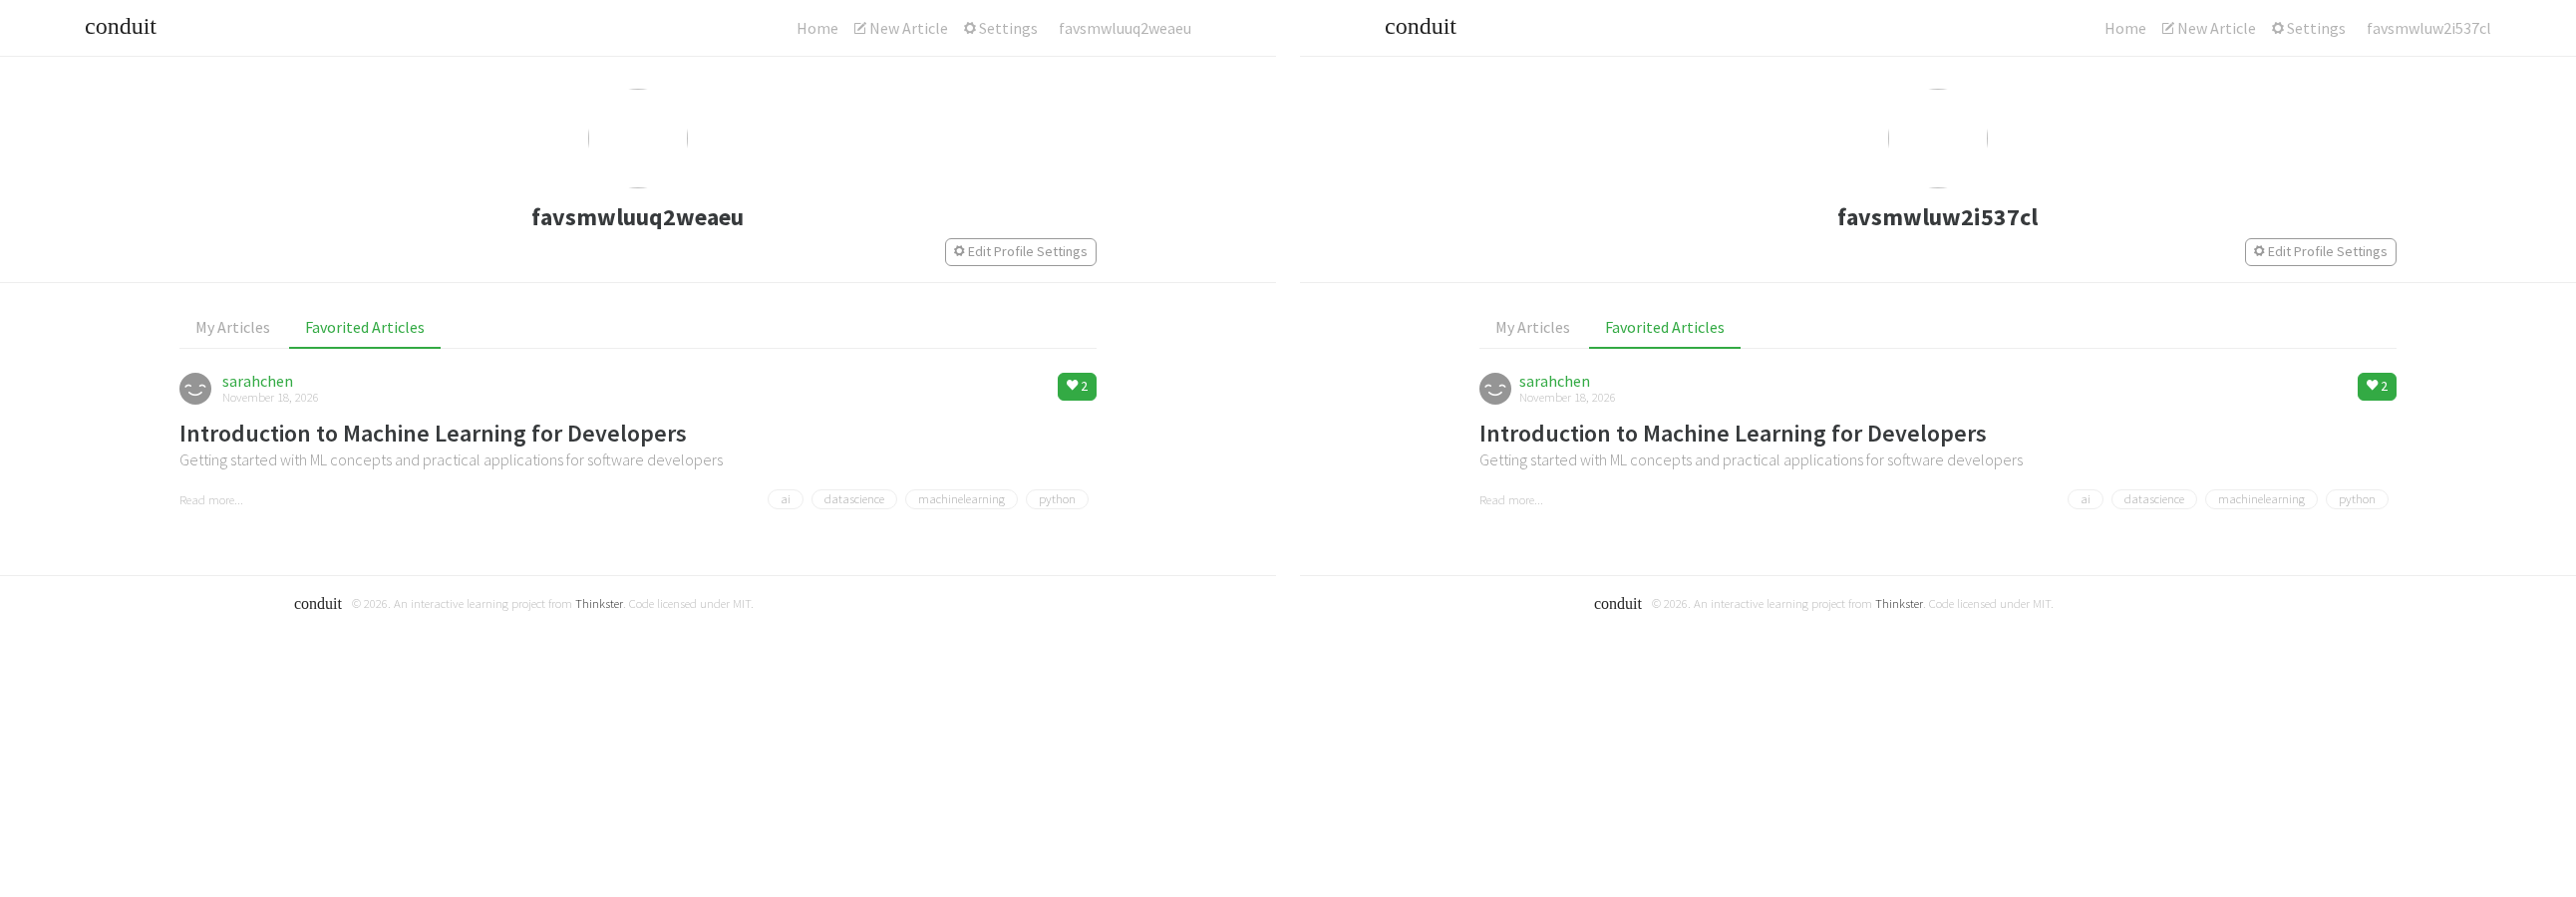 conduit
Home New Article Settings favsmwluuq2weaeu
favsmwluuq2weaeu
Edit Profile Settings
My Articles Favorited Articles
sarahchen
November 18, 2026
2
Introduction to Machine Learning for Developers
Getting started with ML concepts and practical applications for software developers
Read more...
ai datascience machinelearning python
conduit © 2026. An interactive learning project from Thinkster. Code licensed under MIT.
conduit
Home New Article Settings favsmwluw2i537cl
favsmwluw2i537cl
Edit Profile Settings
My Articles Favorited Articles
sarahchen
November 18, 2026
2
Introduction to Machine Learning for Developers
Getting started with ML concepts and practical applications for software developers
Read more...
ai datascience machinelearning python
conduit © 2026. An interactive learning project from Thinkster. Code licensed under MIT.